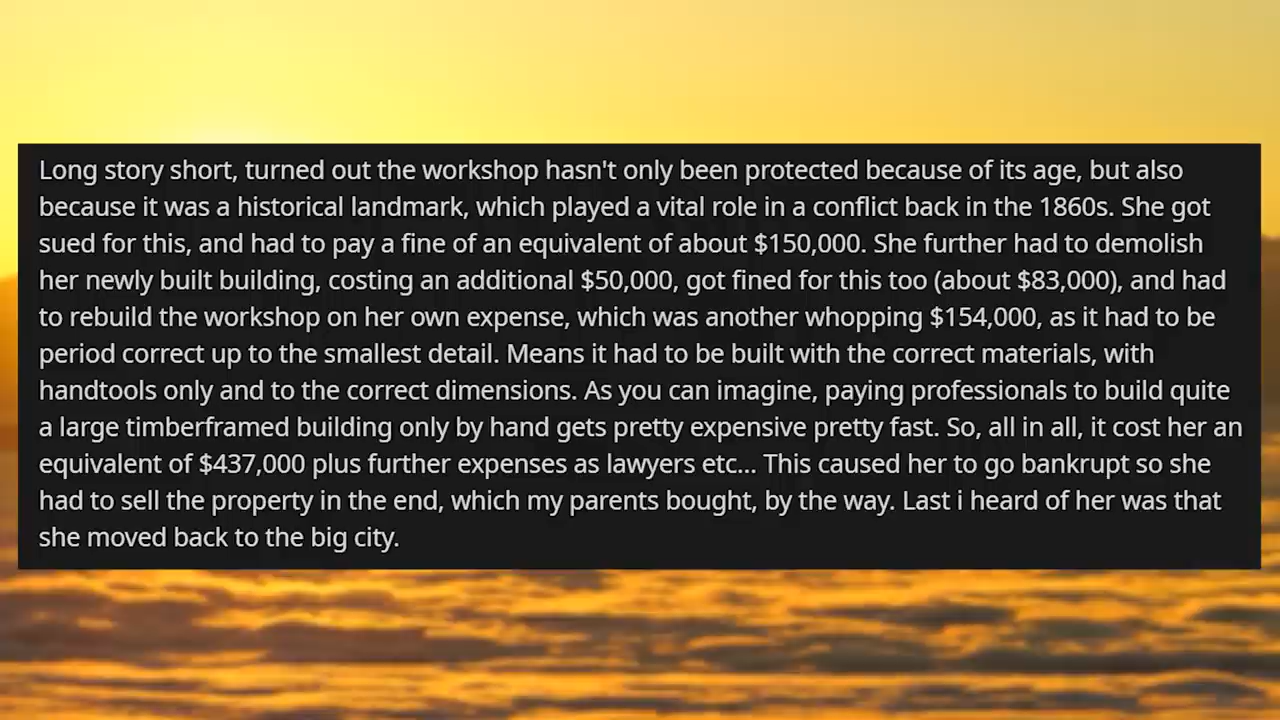 Long story short, turned out the workshop hasn't only been protected because of its age, but also
because it was a historical landmark, which played a vital role in a conflict back in the 1860s. She got
sued for this, and had to pay a fine of an equivalent of about $150,000. She further had to demolish
her newly built building, costing an additional $50,000, got fined for this too (about $83,000), and had
to rebuild the workshop on her own expense, which was another whopping $154,000, as it had to be
period correct up to the smallest detail. Means it had to be built with the correct materials, with
handtools only and to the correct dimensions. As you can imagine, paying professionals to build quite
a large timberframed building only by hand gets pretty expensive pretty fast. So, all in all, it cost her an
equivalent of $437,000 plus further expenses as lawyers etc... This caused her to go bankrupt so she
had to sell the property in the end, which my parents bought, by the way. Last i heard of her was that
she moved back to the big city.